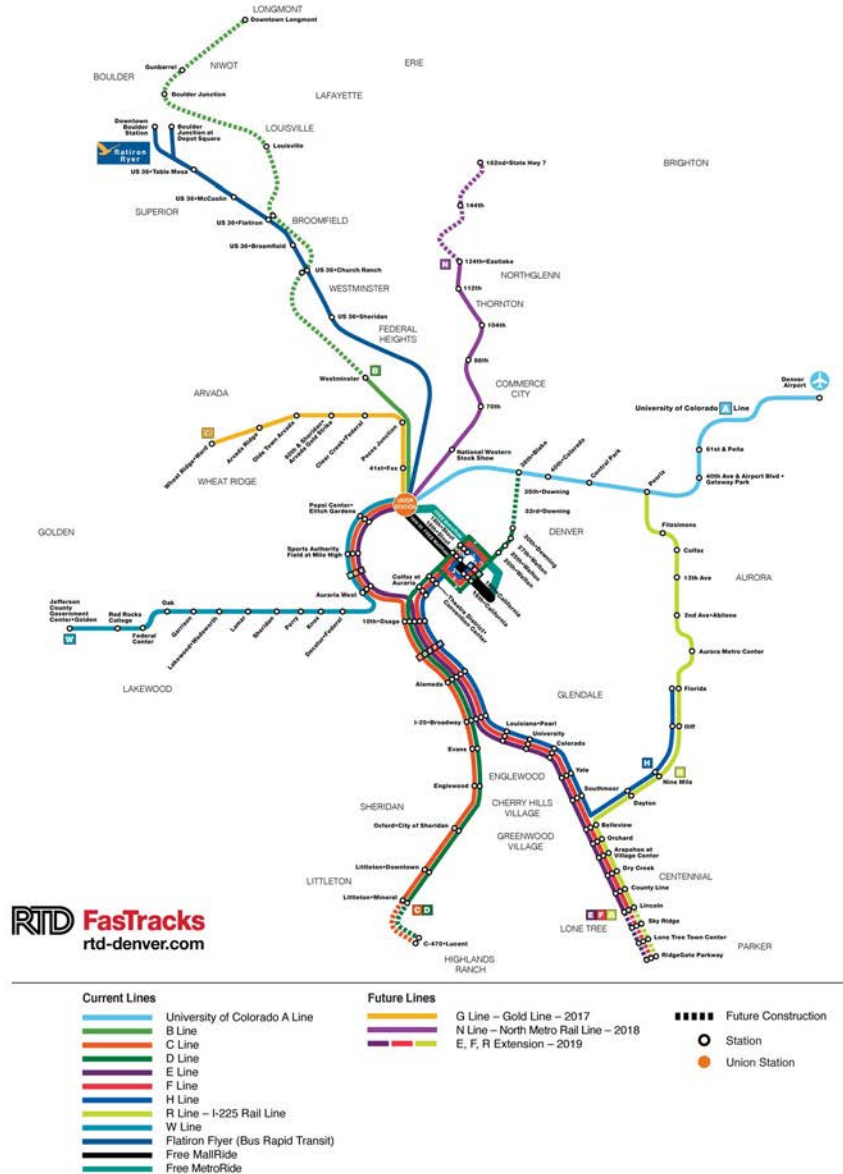 LONGMONT
Downtown Longmont
Gunbarrel
NIWOT
ERIE
BOULDER
Boulder Junction
LAFAYETTE
Downtown
Boulder
Station
Boulder
Junction at
Depot Square
LOUISVILLE
Louisville
flatiron
flyer
US 36•Table Mesa
162nd•State Hwy 7
BRIGHTON
US 36•McCaslin
144th
SUPERIOR
US 36•Flatiron
BROOMFIELD
US 36•Broomfield
124th•Eastlake
N
US 36•Church Ranch
NORTHGLENN
WESTMINSTER
112th
THORNTON
US 36•Sheridan
104th
FEDERAL
HEIGHTS
88th
B
Westminster
COMMERCE
CITY
Denver
Airport
ARVADA
University of Colorado A Line
72nd
G
Wheat Ridge•Ward
Arvada Ridge
Olde Town Arvada
60th & Sheridan•
Arvada Gold Strike
Clear Creek•Federal
Pecos Junction
41st•Fox
National Western
Stock Show
38th•Blake
40th•Colorado
Central Park
Peoria
61st & Peña
40th Ave & Airport Blvd•
Gateway Park
WHEAT RIDGE
35th•Downing
33rd•Downing
UNION
STATION
Pepsi Center•
Elitch Gardens
GOLDEN
DENVER
Fitzsimons
30th•Downing
27th•Welton
25th•Welton
20th•Welton
Sports Authority
Field at Mile High
Colfax
Colfax at
Auraria
13th Ave
AURORA
Auraria West
Theatre District•
Convention Center
Jefferson
County
Government
Center•Golden
W
Red Rocks
College
Federal
Center
Oak
Garrison
Lakewood•Wadsworth
Lamar
Sheridan
Perry
Knox
Decatur•Federal
10th•Osage
2nd Ave•Abilene
Aurora Metro Center
LAKEWOOD
Alameda
GLENDALE
Florida
I-25•Broadway
Louisiana•Pearl
University
Colorado
Iliff
Evans
Yale
H
R
Nine Mile
ENGLEWOOD
Englewood
Southmoor
Dayton
CHERRY HILLS
VILLAGE
SHERIDAN
Oxford•City of Sheridan
Belleview
GREENWOOD
VILLAGE
Orchard
Arapahoe at
Village Center
Littleton•Downtown
Dry Creek
CENTENNIAL
LITTLETON
County Line
Littleton•Mineral
C D
E F R
Lincoln
LONE TREE
Sky Ridge
Lone Tree Town Center
PARKER
C-470•Lucent
RidgeGate Parkway
HIGHLANDS
RANCH
RTD FasTracks
rtd-denver.com
Current Lines
University of Colorado A Line
B Line
C Line
D Line
E Line
F Line
H Line
R Line – I-225 Rail Line
W Line
Flatiron Flyer (Bus Rapid Transit)
Free MallRide
Free MetroRide
Future Lines
G Line – Gold Line – 2017
N Line – North Metro Rail Line – 2018
E, F, R Extension – 2019
Future Construction
Station
Union Station